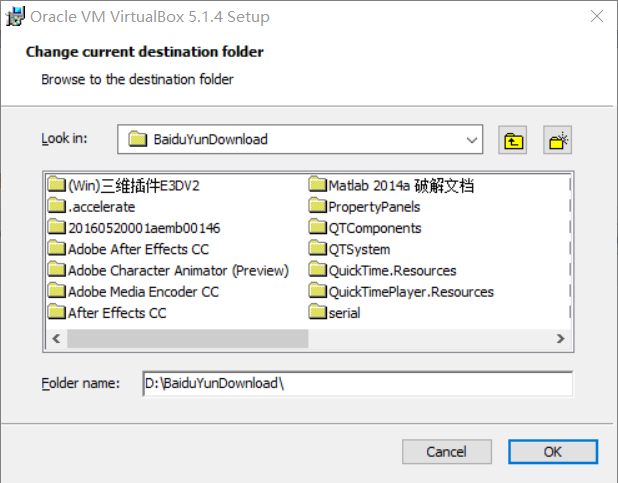 Oracle VM VirtualBox 5.1.4 Setup
Change current destination folder
Browse to the destination folder
Look in:
BaiduYunDownload
(Win)三维插件E3DV2
.accelerate
20160520001aemb00146
Adobe After Effects CC
Adobe Character Animator (Preview)
Adobe Media Encoder CC
After Effects CC
Matlab 2014a 破解文档
PropertyPanels
QTComponents
QTSystem
QuickTime.Resources
QuickTimePlayer.Resources
serial
Folder name:
D:\BaiduYunDownload\
Cancel
OK